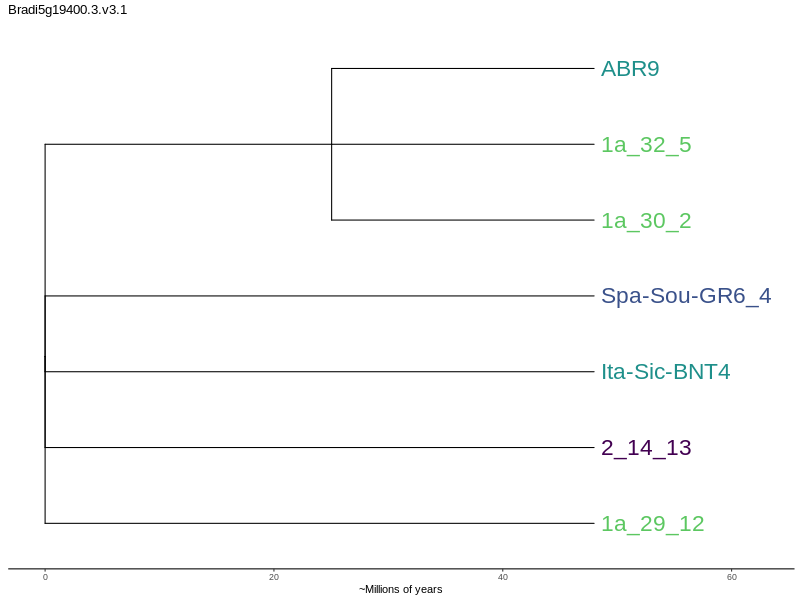 Bradi5g19400.3.v3.1
ABR9
1a_32_5
1a_30_2
Spa-Sou-GR6_4
Ita-Sic-BNT4
2_14_13
1a_29_12
0 20 40 60
~Millions of years